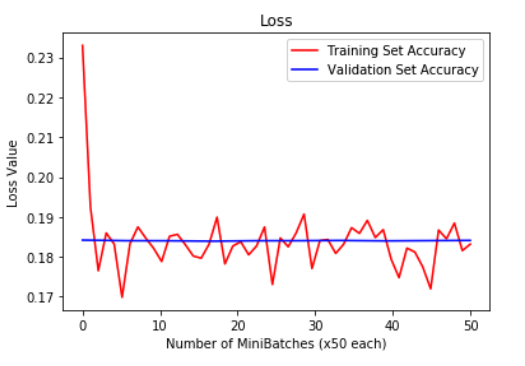 Loss
Training Set Accuracy
Validation Set Accuracy
Loss Value
0.23
0.22
0.21
0.20
0.19
0.18
0.17
0 10 20 30 40 50
Number of MiniBatches (x50 each)